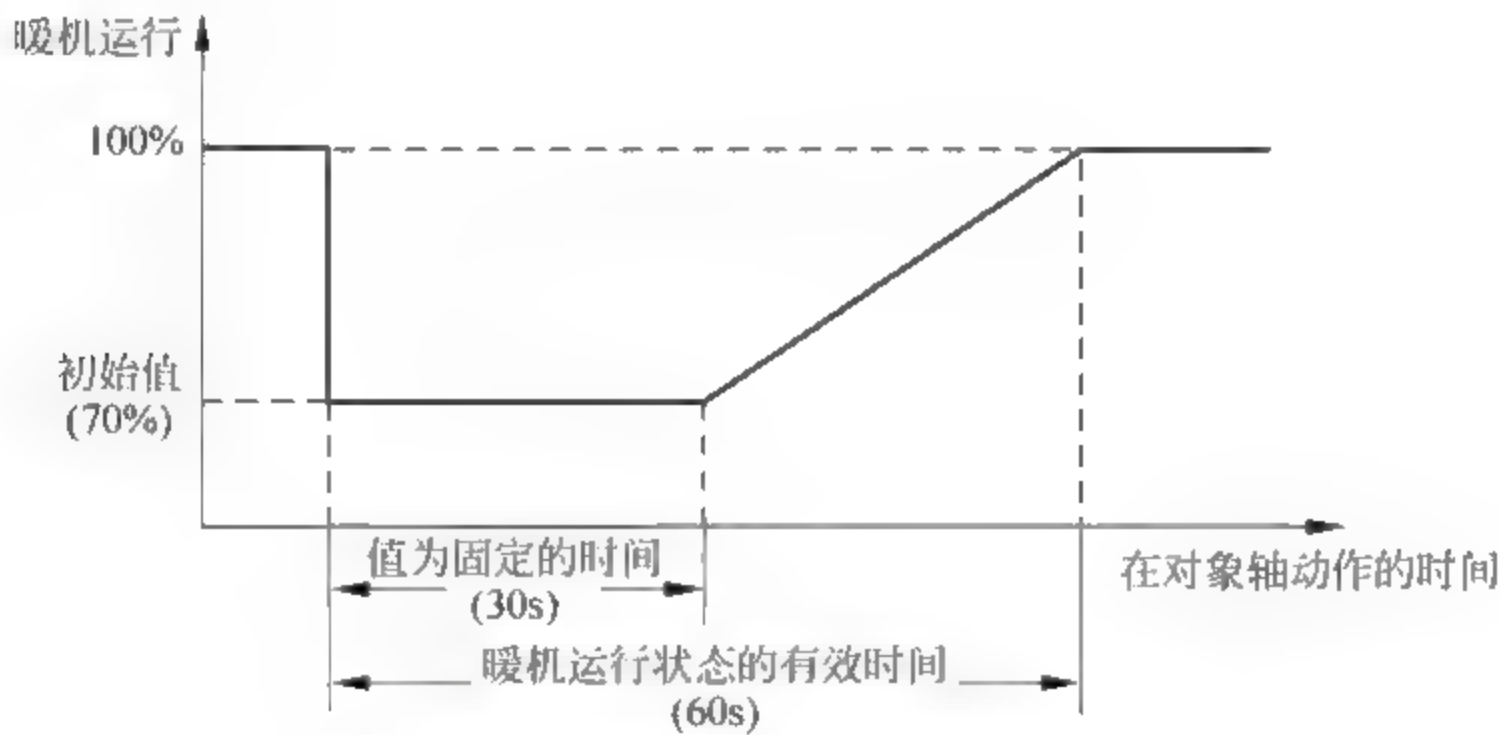 暖机运行
100%
初始值
(70%)
值为固定的时间
(30s)
在对象轴动作的时间
暖机运行状态的有效时间
(60s)